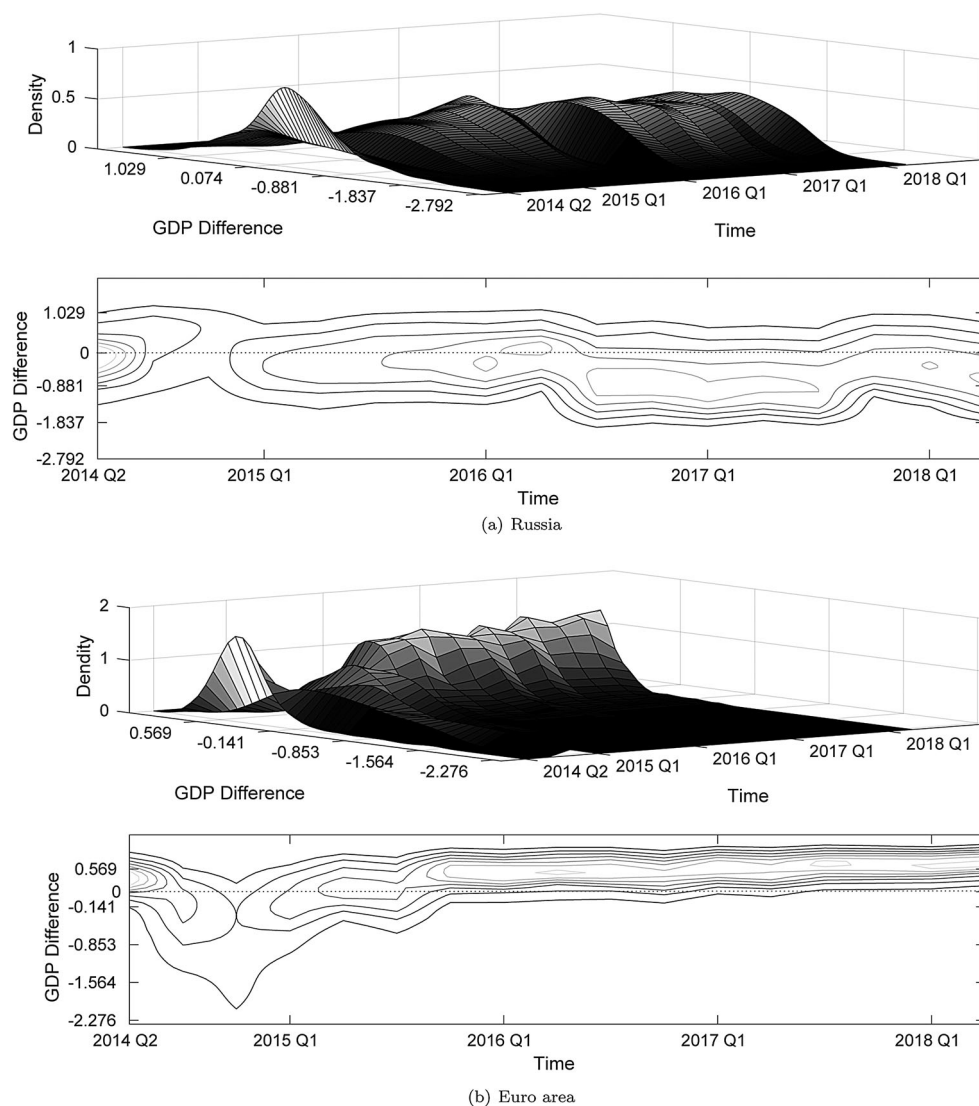 1
0.5
0
Density
1.029
0.074
-0.881
-1.837
-2.792
GDP Difference
2014 Q2
2015 Q1
2016 Q1
2017 Q1
2018 Q1
Time
GDP Difference
1.029
0
-0.881
-1.837
-2.792
2014 Q2
2015 Q1
2016 Q1
2017 Q1
2018 Q1
Time
(a) Russia
2
1
0
Dendity
0.569
-0.141
-0.853
-1.564
-2.276
GDP Difference
2014 Q2
2015 Q1
2016 Q1
2017 Q1
2018 Q1
Time
GDP Difference
0.569
0
-0.141
-0.853
-1.564
-2.276
2014 Q2
2015 Q1
2016 Q1
2017 Q1
2018 Q1
Time
(b) Euro area